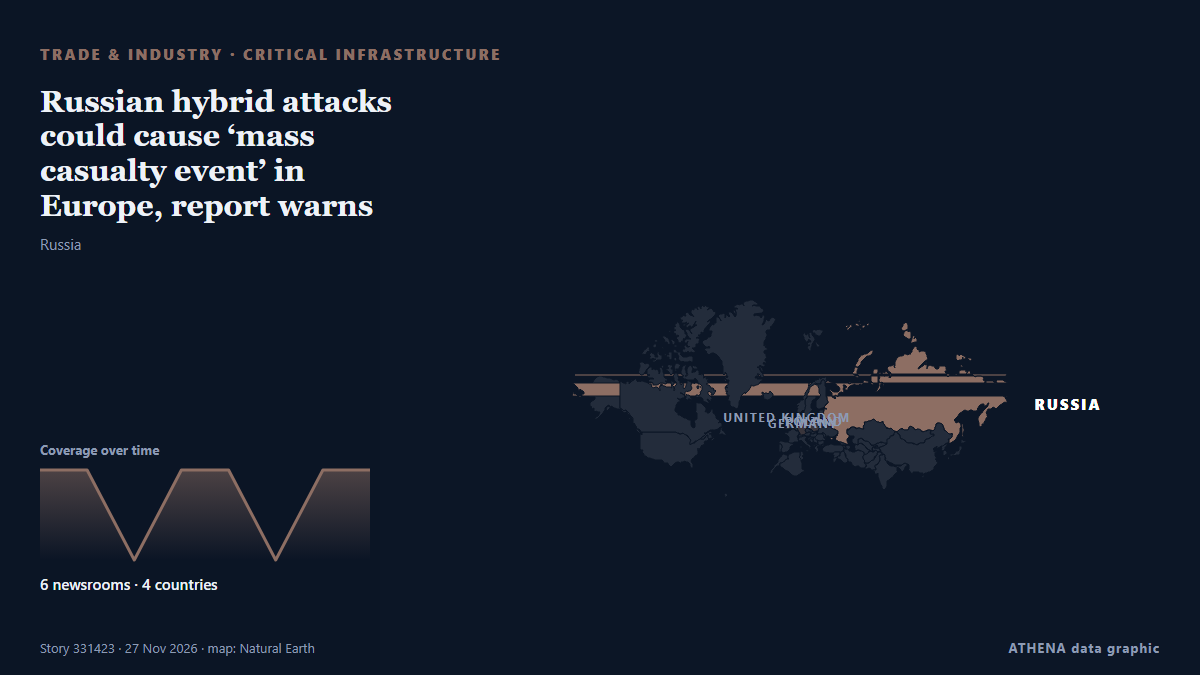 TRADE & INDUSTRY · CRITICAL INFRASTRUCTURE
Russian hybrid attacks
could cause ‘mass
casualty event’ in
Europe, report warns
Russia
UNITED KINGDOM
GERMANY
RUSSIA
Coverage over time
6 newsrooms · 4 countries
Story 331423 · 27 Nov 2026 · map: Natural Earth
ATHENA data graphic